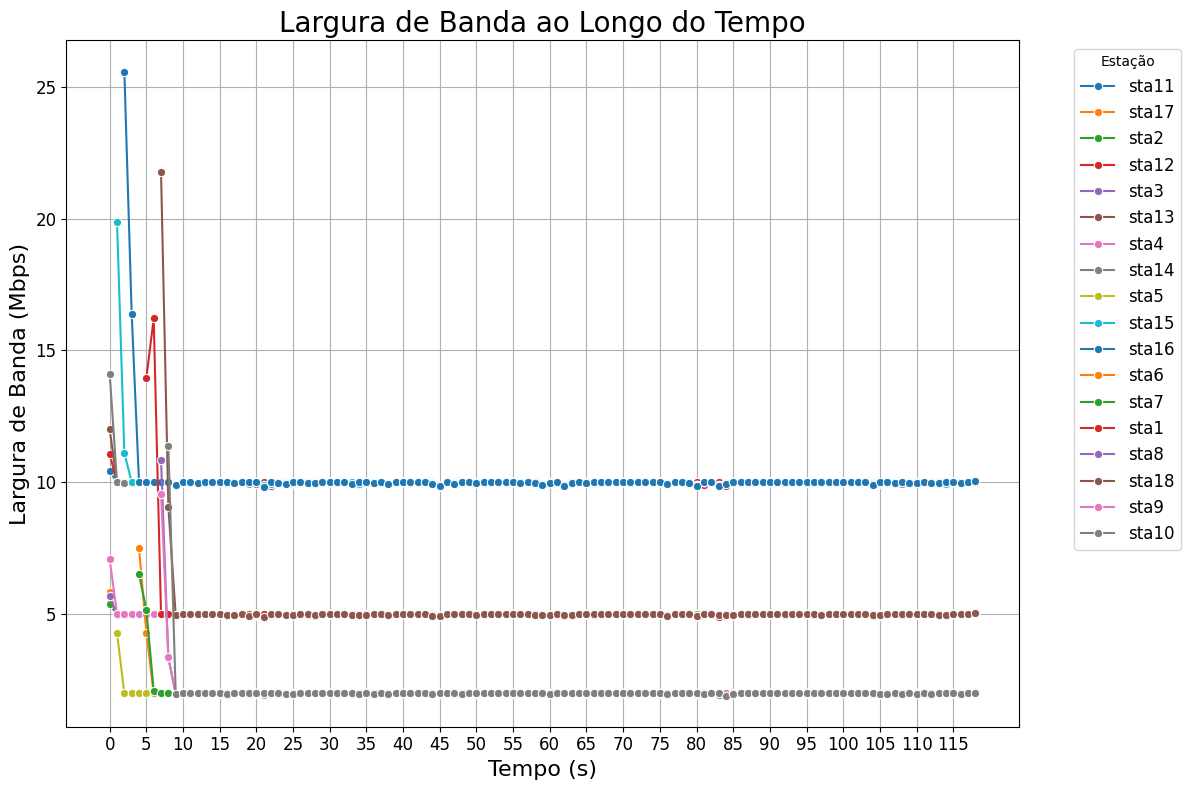 Largura de Banda ao Longo do Tempo
Largura de Banda (Mbps)
25
20
15
10
5
0 5 10 15 20 25 30 35 40 45 50 55 60 65 70 75 80 85 90 95 100 105 110 115
Tempo (s)
Estação
sta11
sta17
sta2
sta12
sta3
sta13
sta4
sta14
sta5
sta15
sta16
sta6
sta7
sta1
sta8
sta18
sta9
sta10